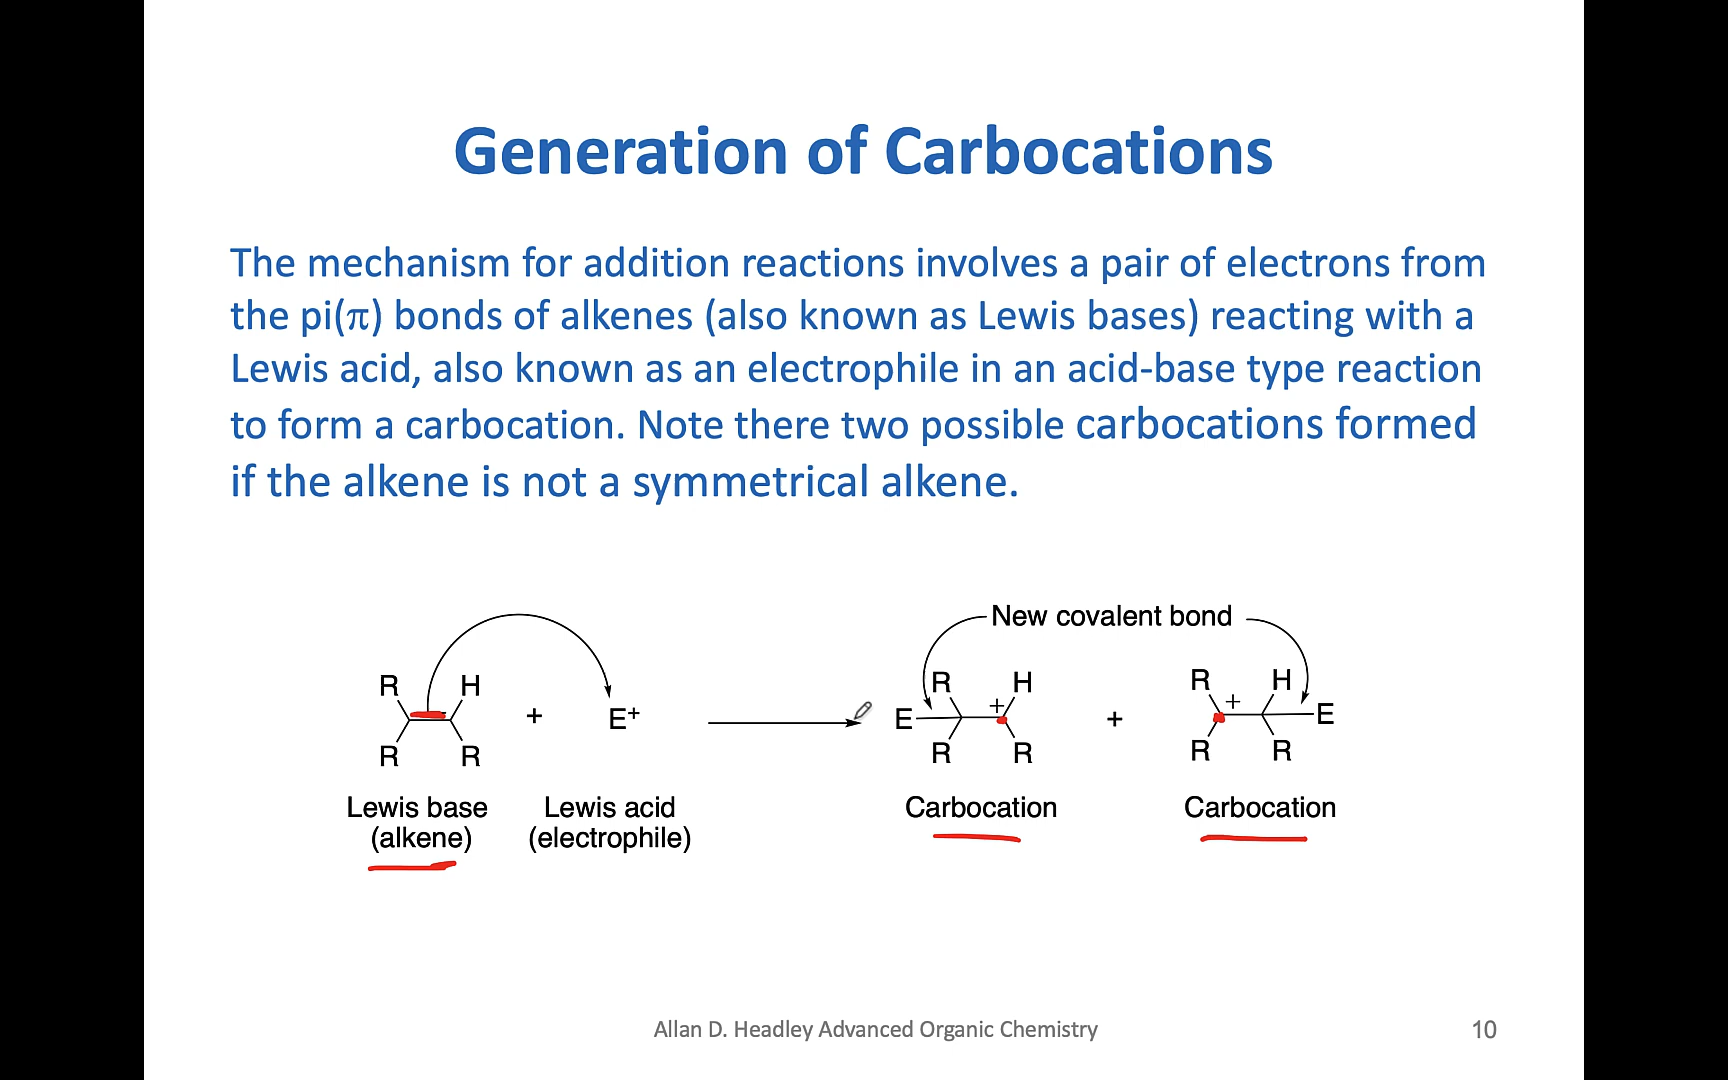 Generation of Carbocations
The mechanism for addition reactions involves a pair of electrons from
the pi(π) bonds of alkenes (also known as Lewis bases) reacting with a
Lewis acid, also known as an electrophile in an acid-base type reaction
to form a carbocation. Note there two possible carbocations formed
if the alkene is not a symmetrical alkene.
New covalent bond
R H R H R H
+ E+ E + + + E
R R R R R R
Lewis base Lewis acid Carbocation Carbocation
(alkene) (electrophile)
Allan D. Headley Advanced Organic Chemistry 10